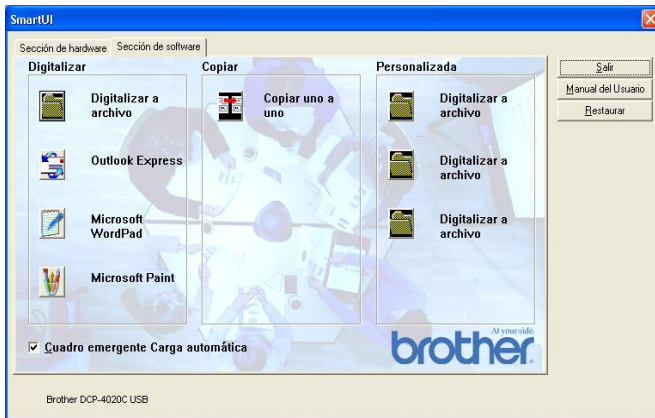 SmartUI
Sección de hardware
Sección de software
Digitalizar
Copiar
Personalizada
Digitalizar a
archivo
Outlook Express
Microsoft
WordPad
Microsoft Paint
Copiar uno a
uno
Digitalizar a
archivo
Digitalizar a
archivo
Digitalizar a
archivo
Salir
Manual del Usuario
Restaurar
Cuadro emergente Carga automática
At your side.
brother
Brother DCP-4020C USB